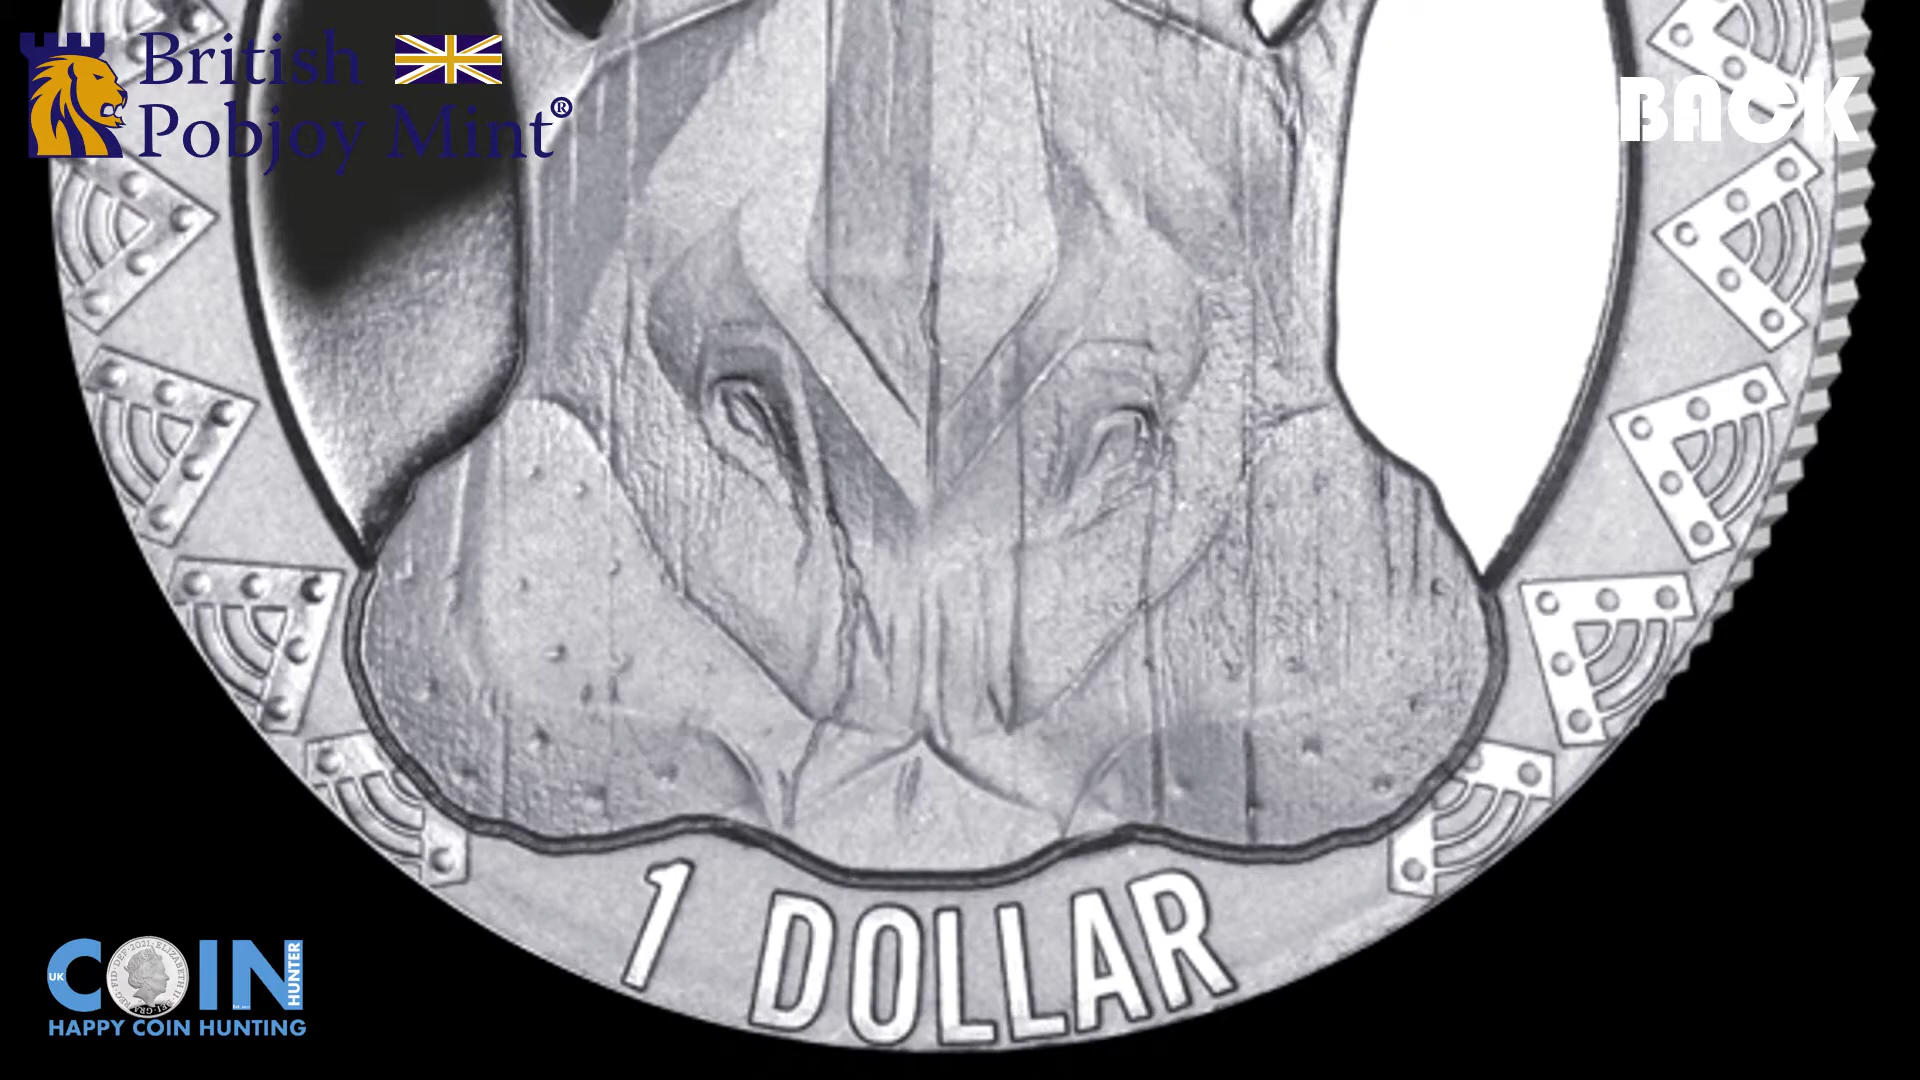 British
Pobjoy Mint®
BACK
1 DOLLAR
UK COIN HUNTER
HAPPY COIN HUNTING